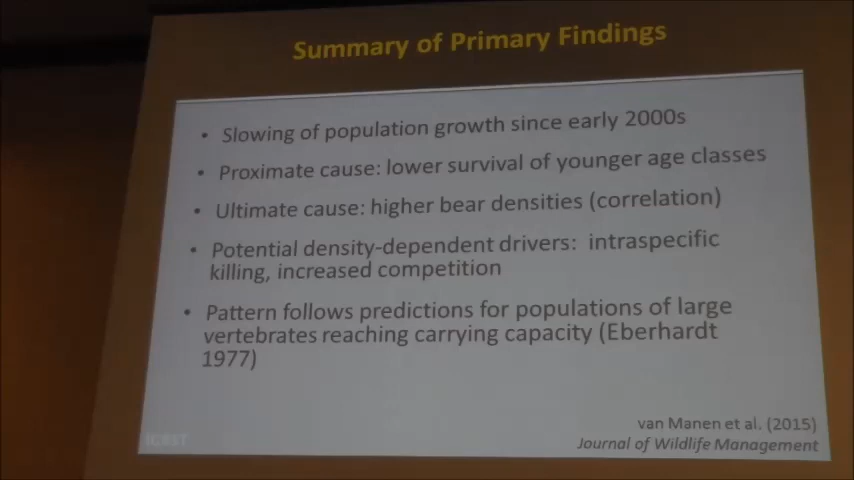 Summary of Primary Findings
• Slowing of population growth since early 2000s
• Proximate cause: lower survival of younger age classes
• Ultimate cause: higher bear densities (correlation)
• Potential density-dependent drivers: intraspecific
killing, increased competition
• Pattern follows predictions for populations of large
vertebrates reaching carrying capacity (Eberhardt
1977)
van Manen et al. (2015)
Journal of Wildlife Management